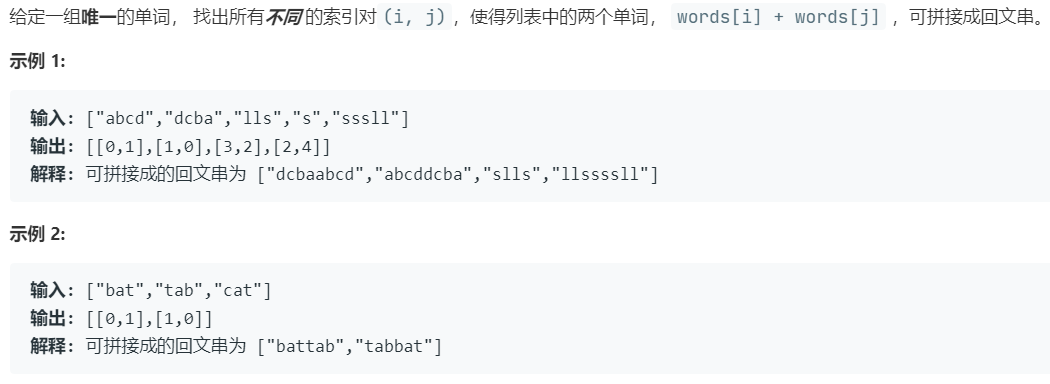 给定一组唯一的单词， 找出所有不同 的索引对 (i, j) ，使得列表中的两个单词， words[i] + words[j] ，可拼接成回文串。
示例 1:
输入: ["abcd","dcba","lls","s","sssll"]
输出: [[0,1],[1,0],[3,2],[2,4]]
解释: 可拼接成的回文串为 ["dcbaabcd","abcddcba","slls","llssssll"]
示例 2:
输入: ["bat","tab","cat"]
输出: [[0,1],[1,0]]
解释: 可拼接成的回文串为 ["battab","tabbat"]